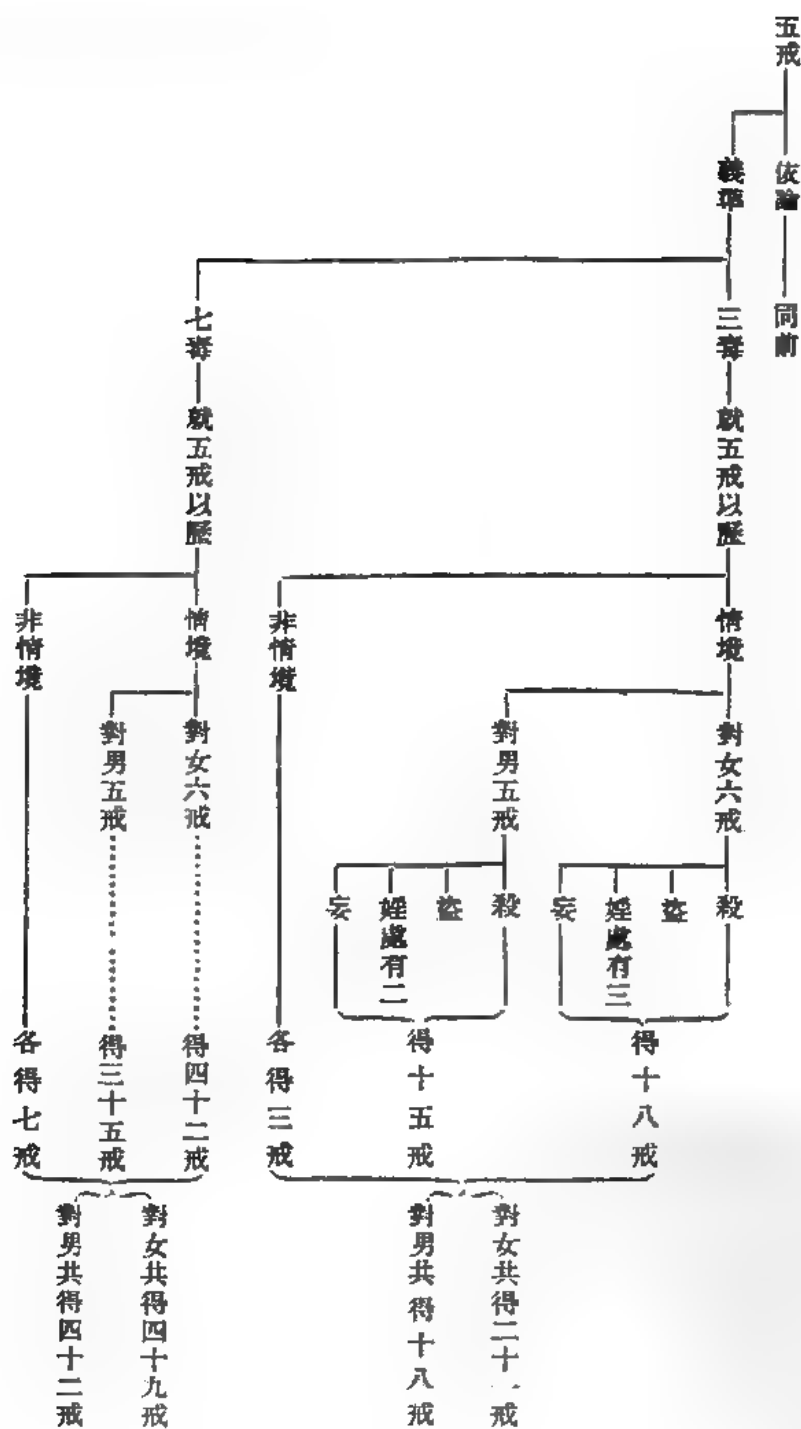 五戒
依論
同前
義準
三毒
就五戒以歷
情境
對女六戒
殺
盜
婬處有三
妄
得十八戒
對男五戒
殺
盜
婬處有二
妄
得十五戒
非情境
各得三戒
對女共得二十一戒
對男共得十八戒
七毒
就五戒以歷
情境
對女六戒
得四十二戒
對男五戒
得三十五戒
非情境
各得七戒
對女共得四十九戒
對男共得四十二戒